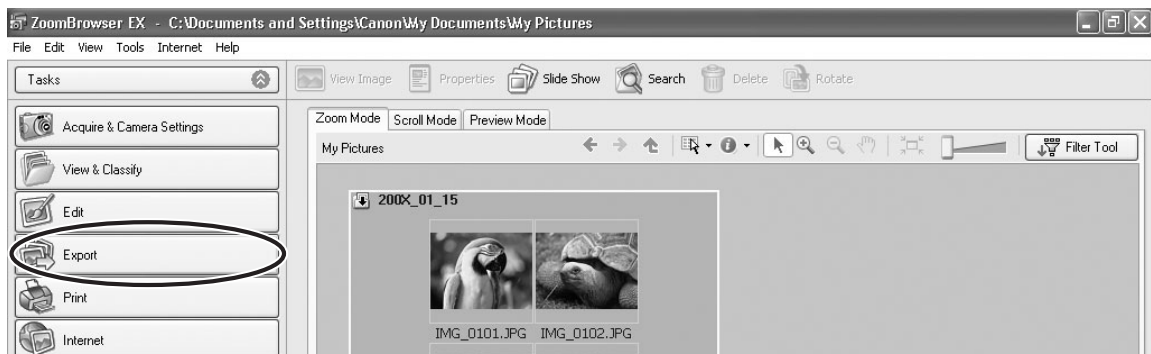 ZoomBrowser EX - C:\Documents and Settings\Canon\My Documents\My Pictures
File Edit View Tools Internet Help
Tasks
View Image Properties Slide Show Search Delete Rotate
Acquire & Camera Settings
Zoom Mode Scroll Mode Preview Mode
My Pictures
Filter Tool
View & Classify
200X_01_15
Edit
Export
Print
IMG_0101.JPG IMG_0102.JPG
Internet